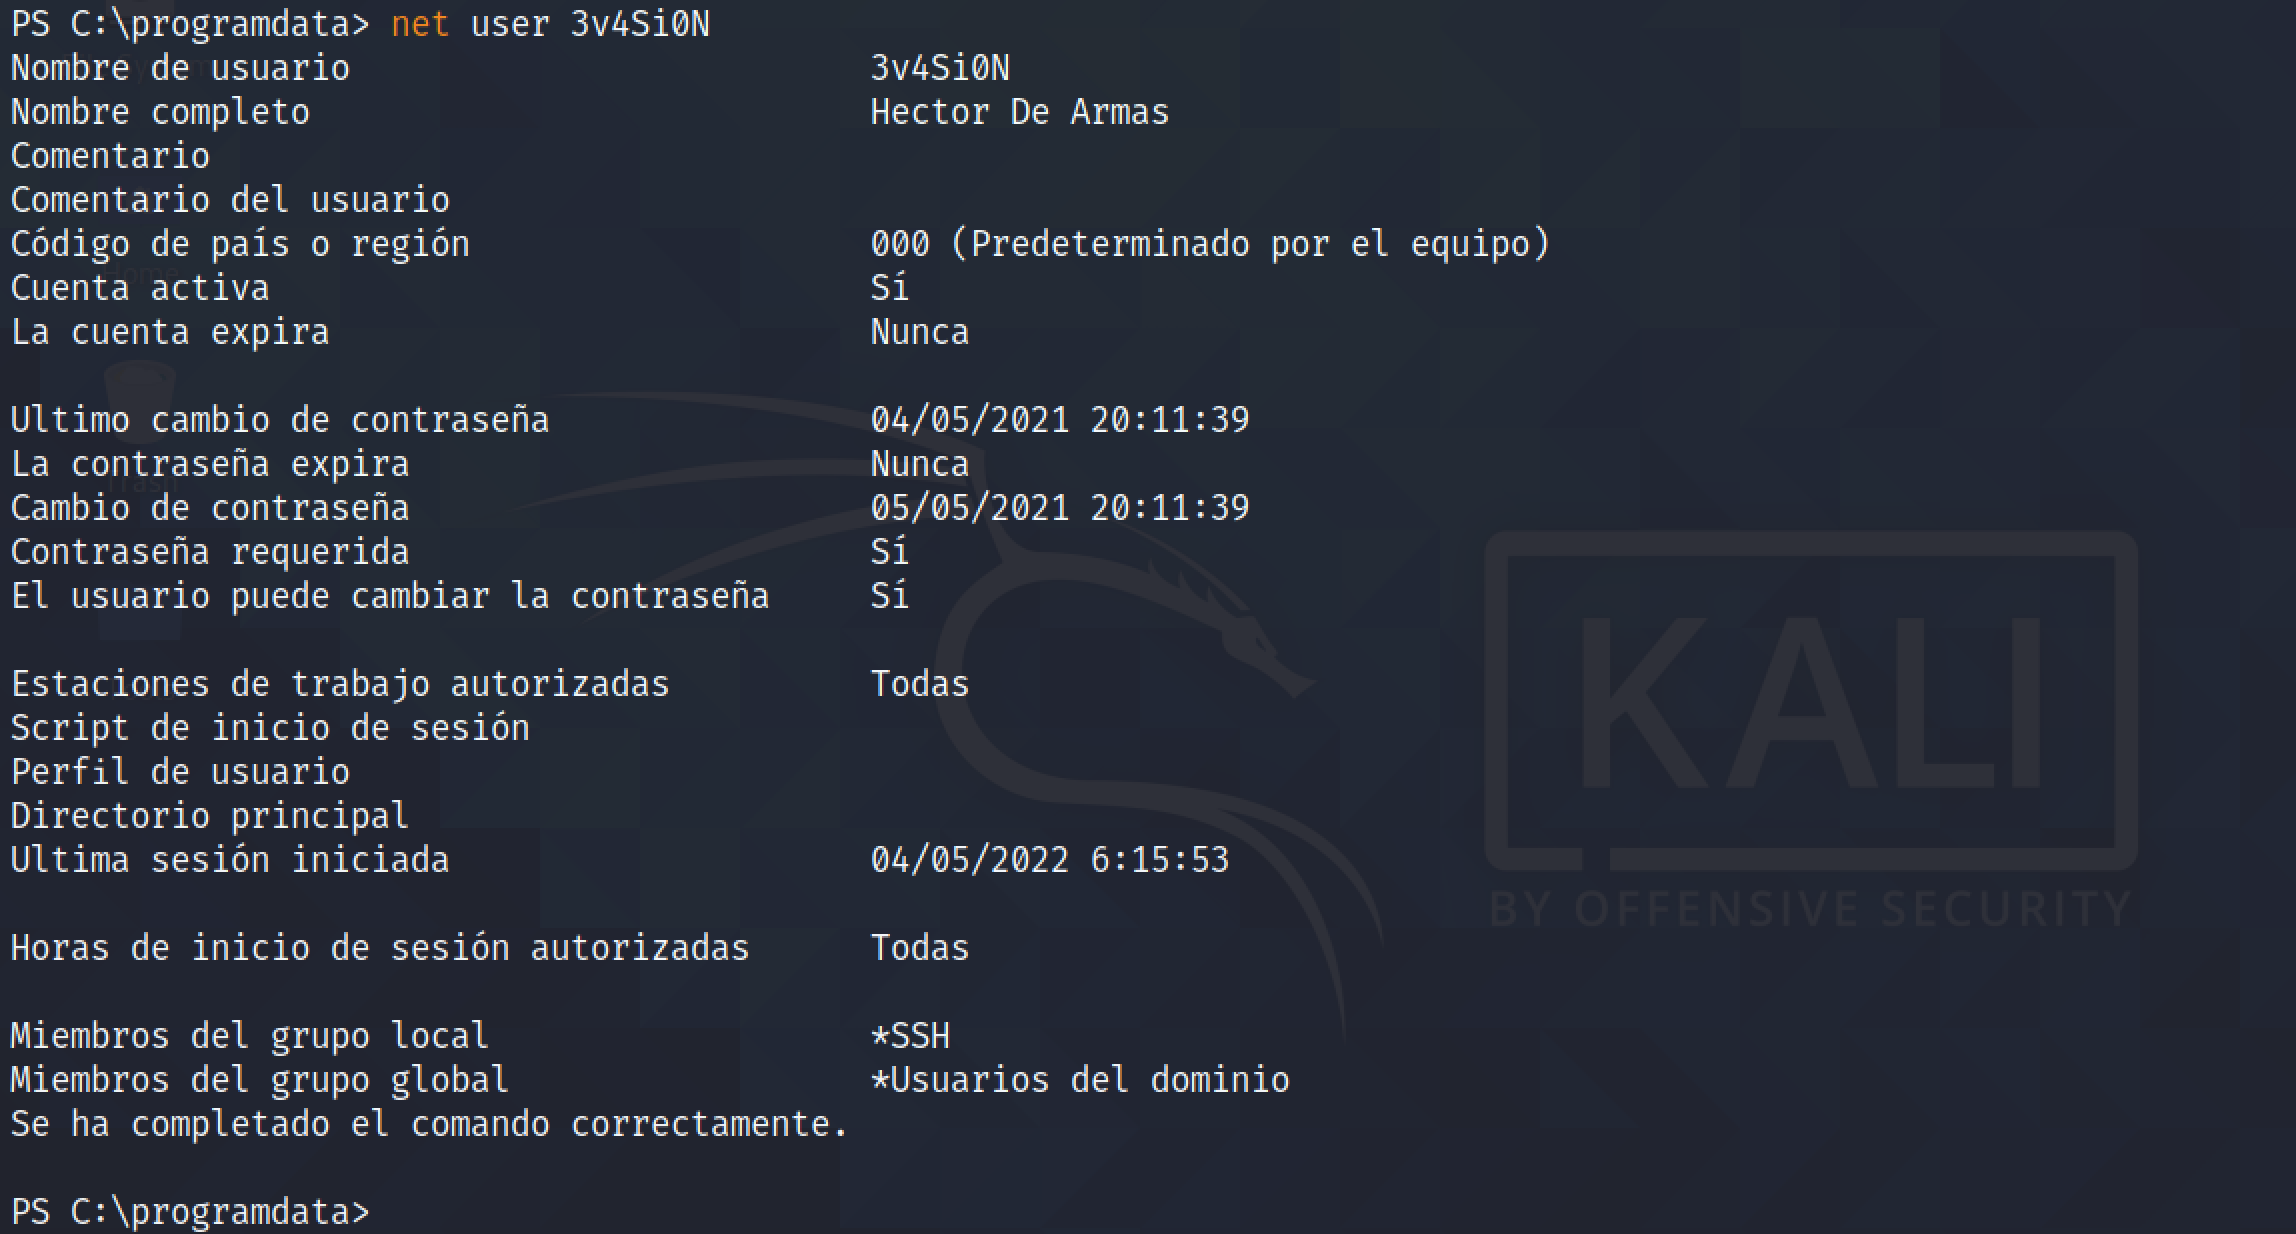 PS C:\programdata> net user 3v4Si0N
Nombre de usuario 3v4Si0N
Nombre completo Hector De Armas
Comentario
Comentario del usuario
Código de país o región 000 (Predeterminado por el equipo)
Cuenta activa Sí
La cuenta expira Nunca
Ultimo cambio de contraseña 04/05/2021 20:11:39
La contraseña expira Nunca
Cambio de contraseña 05/05/2021 20:11:39
Contraseña requerida Sí
El usuario puede cambiar la contraseña Sí
Estaciones de trabajo autorizadas Todas
Script de inicio de sesión
Perfil de usuario
Directorio principal
Ultima sesión iniciada 04/05/2022 6:15:53
Horas de inicio de sesión autorizadas Todas
Miembros del grupo local *SSH
Miembros del grupo global *Usuarios del dominio
Se ha completado el comando correctamente.
PS C:\programdata>
Home
Trash
KALI
BY OFFENSIVE SECURITY